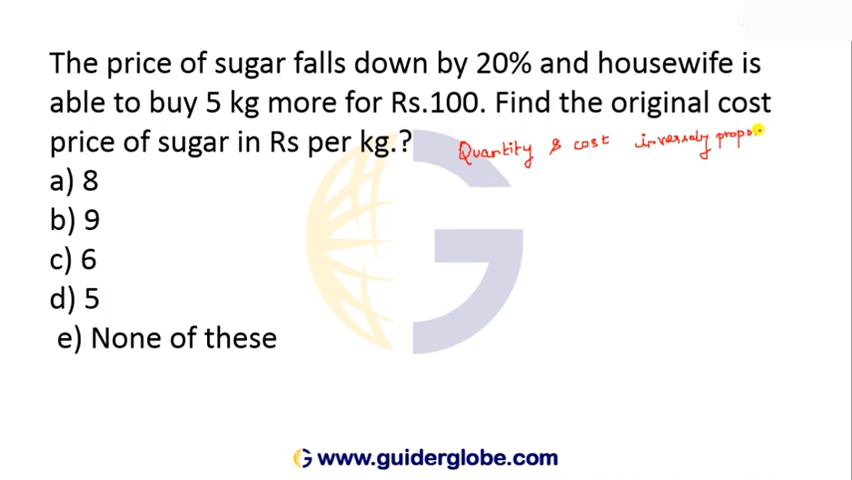 The price of sugar falls down by 20% and housewife is
able to buy 5 kg more for Rs.100. Find the original cost
price of sugar in Rs per kg.?
Quantity & cost inversely propo
a) 8
b) 9
c) 6
d) 5
e) None of these
www.guiderglobe.com